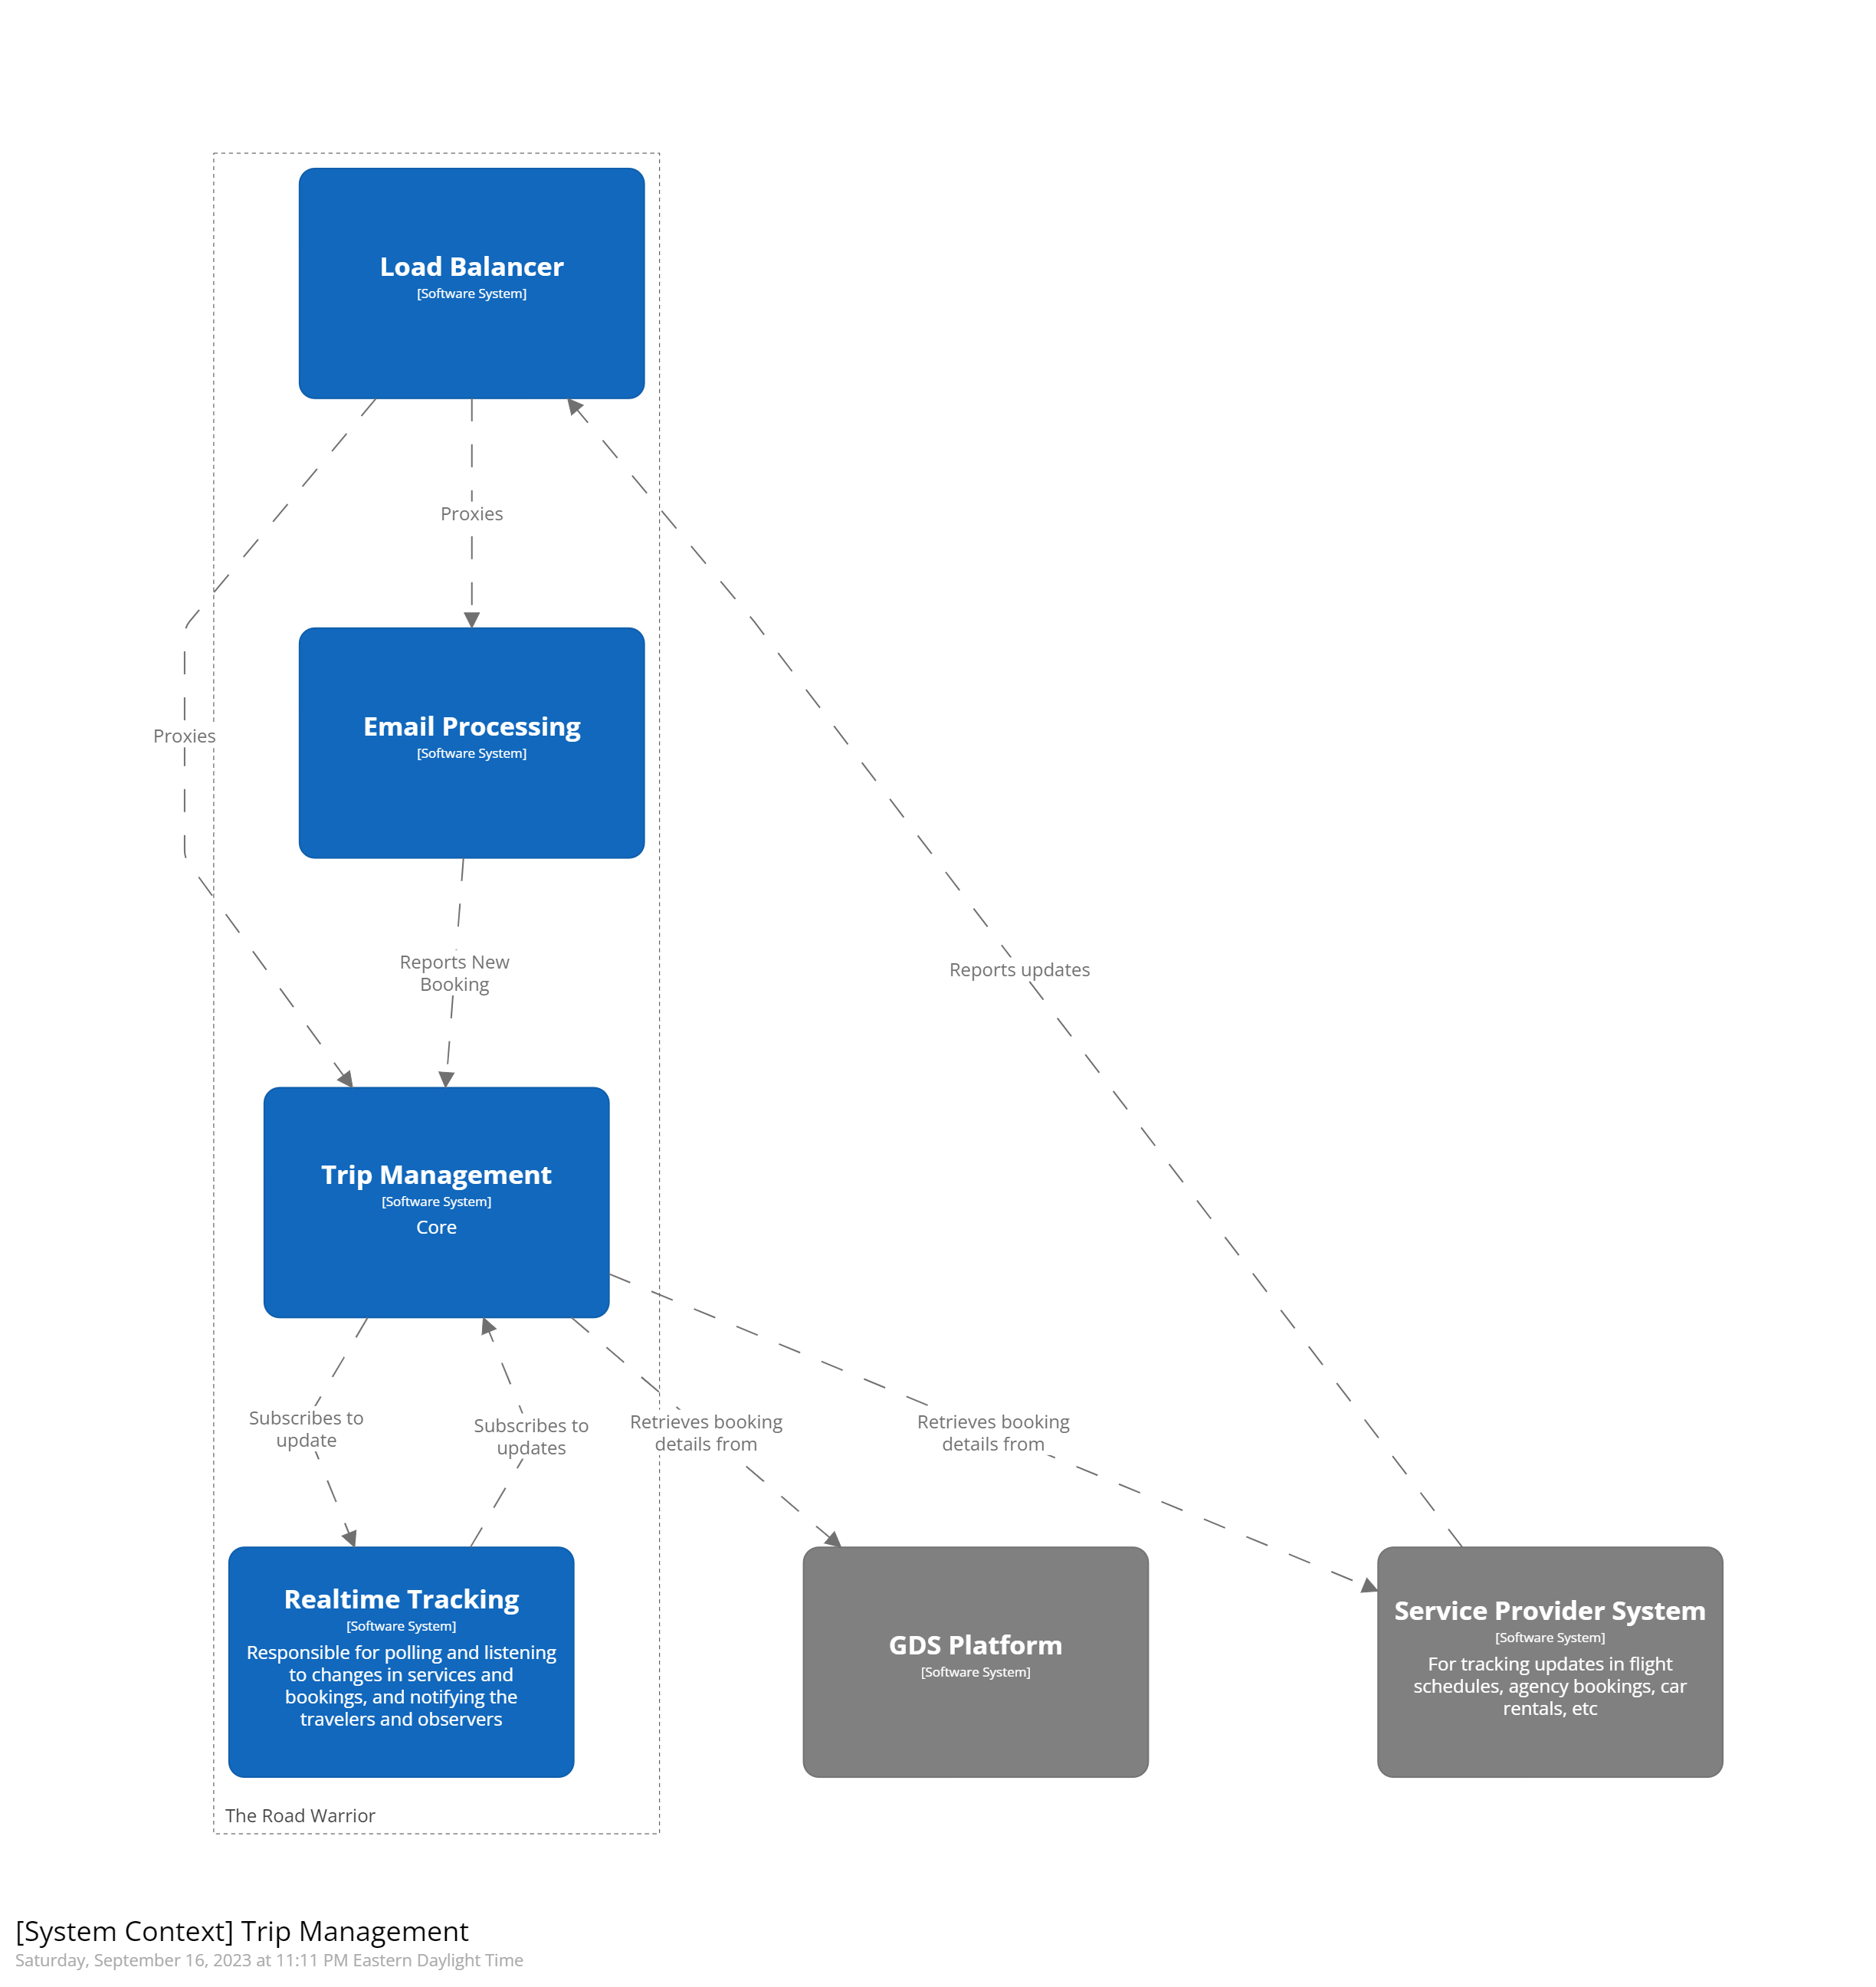 Load Balancer
[Software System]
Proxies
Email Processing
[Software System]
Proxies
Reports New
Booking
Reports updates
Trip Management
[Software System]
Core
Subscribes to
update
Subscribes to
updates
Retrieves booking
details from
Retrieves booking
details from
Realtime Tracking
[Software System]
Responsible for polling and listening
to changes in services and
bookings, and notifying the
travelers and observers
GDS Platform
[Software System]
Service Provider System
[Software System]
For tracking updates in flight
schedules, agency bookings, car
rentals, etc
The Road Warrior
[System Context] Trip Management
Saturday, September 16, 2023 at 11:11 PM Eastern Daylight Time